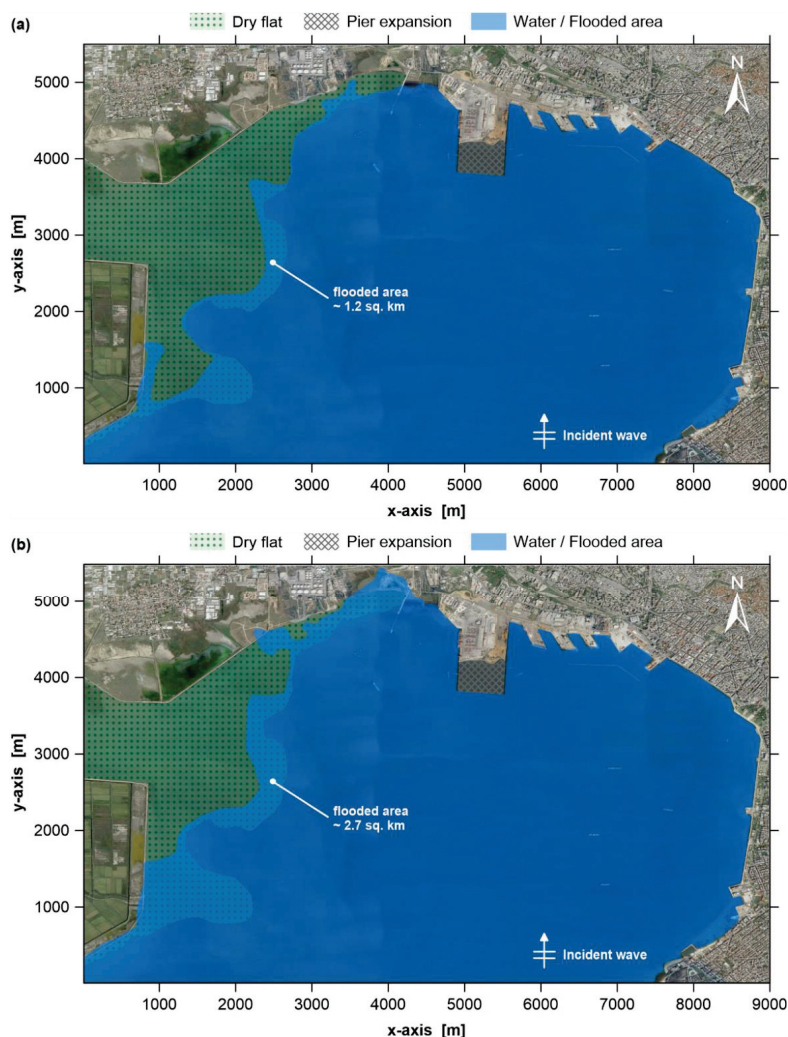 (a)
Dry flat Pier expansion Water / Flooded area
N
5000
4000
3000
2000
1000
y-axis [m]
flooded area
~ 1.2 sq. km
Incident wave
1000 2000 3000 4000 5000 6000 7000 8000 9000
x-axis [m]
(b)
Dry flat Pier expansion Water / Flooded area
N
5000
4000
3000
2000
1000
y-axis [m]
flooded area
~ 2.7 sq. km
Incident wave
1000 2000 3000 4000 5000 6000 7000 8000 9000
x-axis [m]